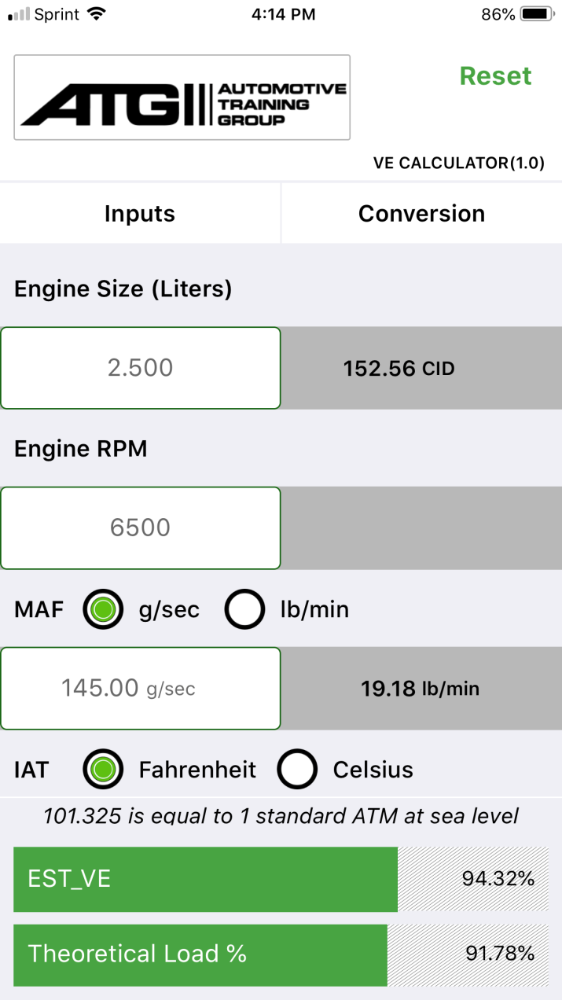 Sprint 4:14 PM 86%
ATG AUTOMOTIVE
TRAINING
GROUP
Reset
VE CALCULATOR(1.0)
Inputs Conversion
Engine Size (Liters)
2.500 152.56 CID
Engine RPM
6500
MAF g/sec lb/min
145.00 g/sec 19.18 lb/min
IAT Fahrenheit Celsius
101.325 is equal to 1 standard ATM at sea level
EST_VE 94.32%
Theoretical Load % 91.78%